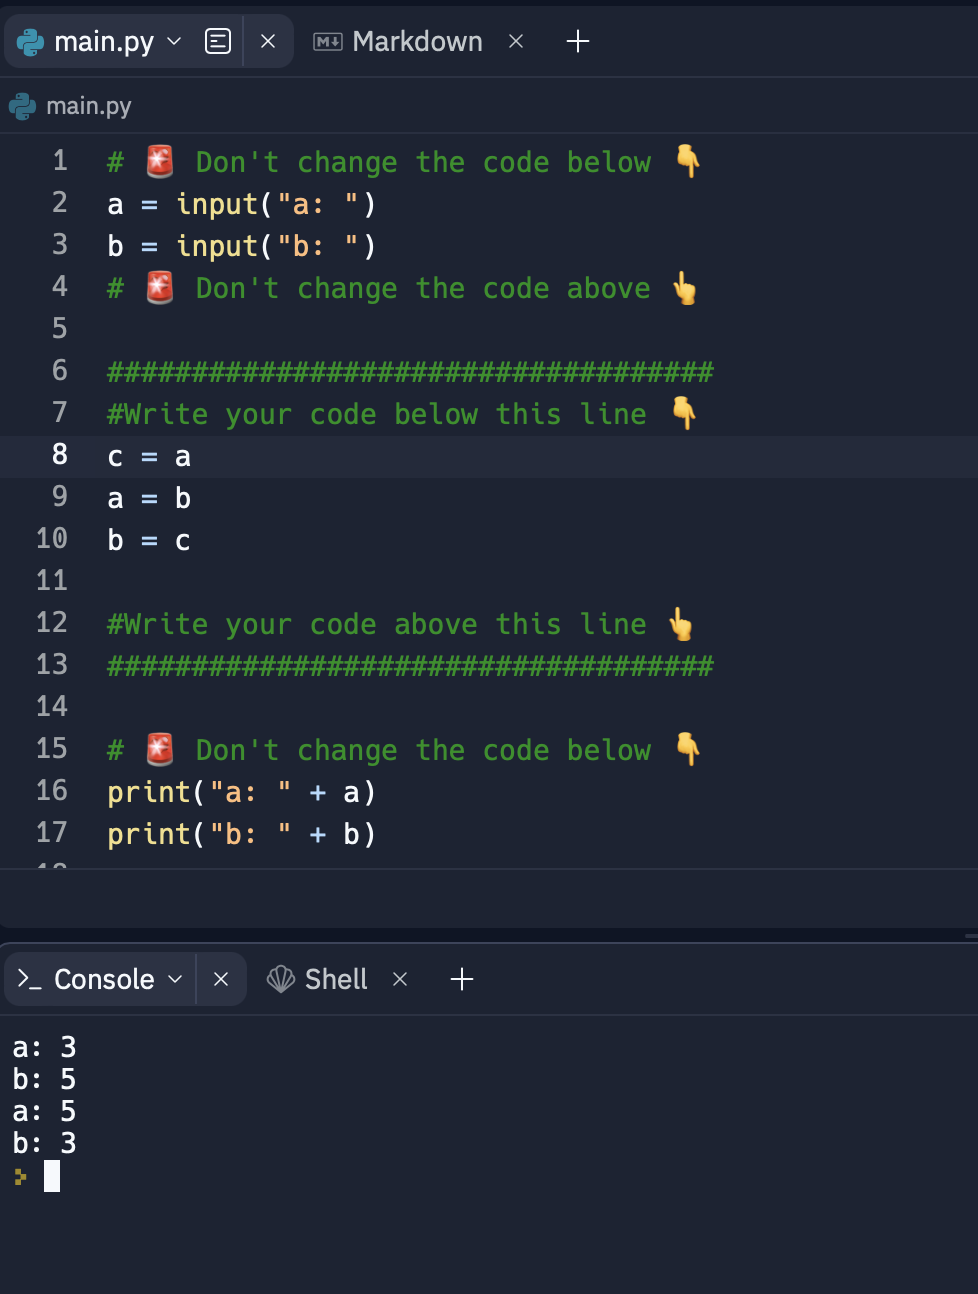 main.py
Markdown
main.py
1 # 🚨 Don't change the code below 👇
2 a = input("a: ")
3 b = input("b: ")
4 # 🚨 Don't change the code above 👆
5
6 ####################################
7 #Write your code below this line 👇
8 c = a
9 a = b
10 b = c
11
12 #Write your code above this line 👆
13 ####################################
14
15 # 🚨 Don't change the code below 👇
16 print("a: " + a)
17 print("b: " + b)
Console
Shell
a: 3
b: 5
a: 5
b: 3